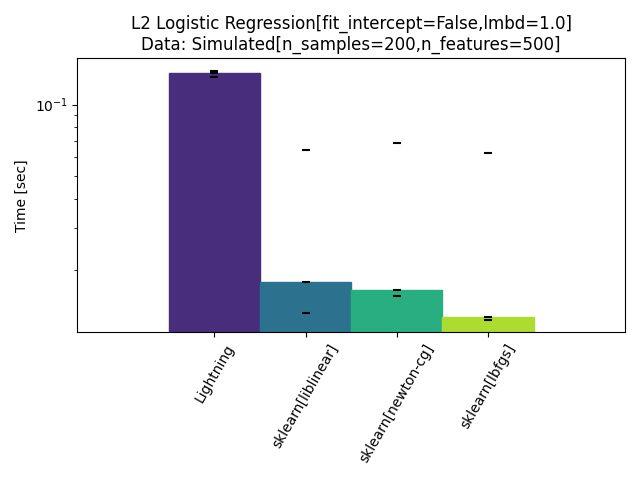 L2 Logistic Regression[fit_intercept=False,lmbd=1.0]
Data: Simulated[n_samples=200,n_features=500]
10⁻¹
Time [sec]
Lightning
sklearn[liblinear]
sklearn[newton-cg]
sklearn[lbfgs]